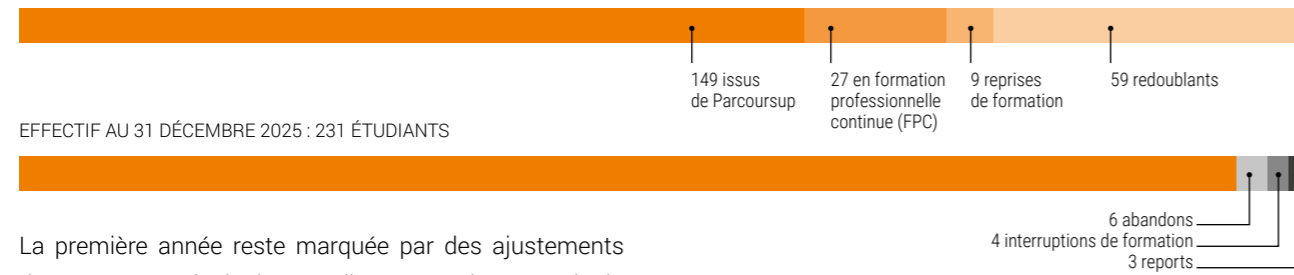 149 issus
de Parcoursup
27 en formation
professionnelle
continue (FPC)
9 reprises
de formation
59 redoublants
EFFECTIF AU 31 DÉCEMBRE 2025 : 231 ÉTUDIANTS
6 abandons
4 interruptions de formation
3 reports
La première année reste marquée par des ajustements